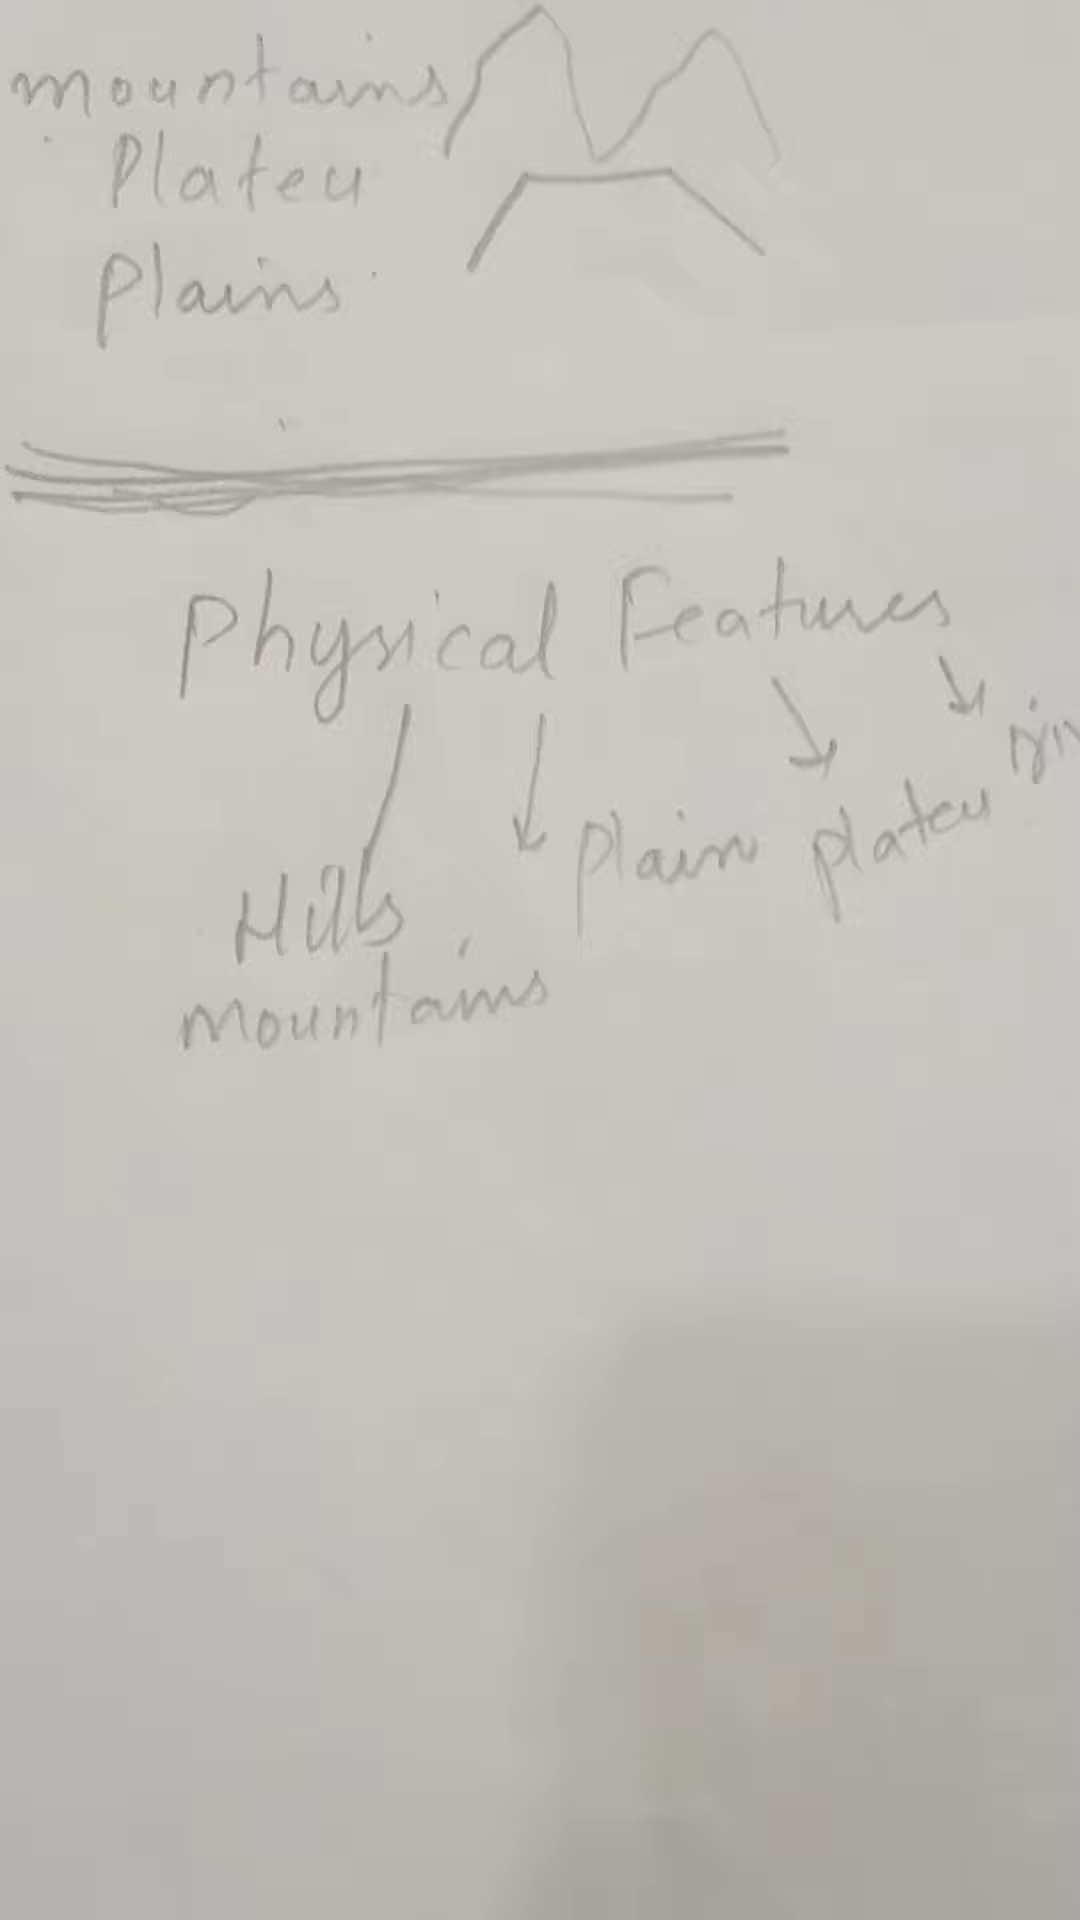 mountains
Plateu
Plains
Physical Features
Plain plateu
Hills
mountains